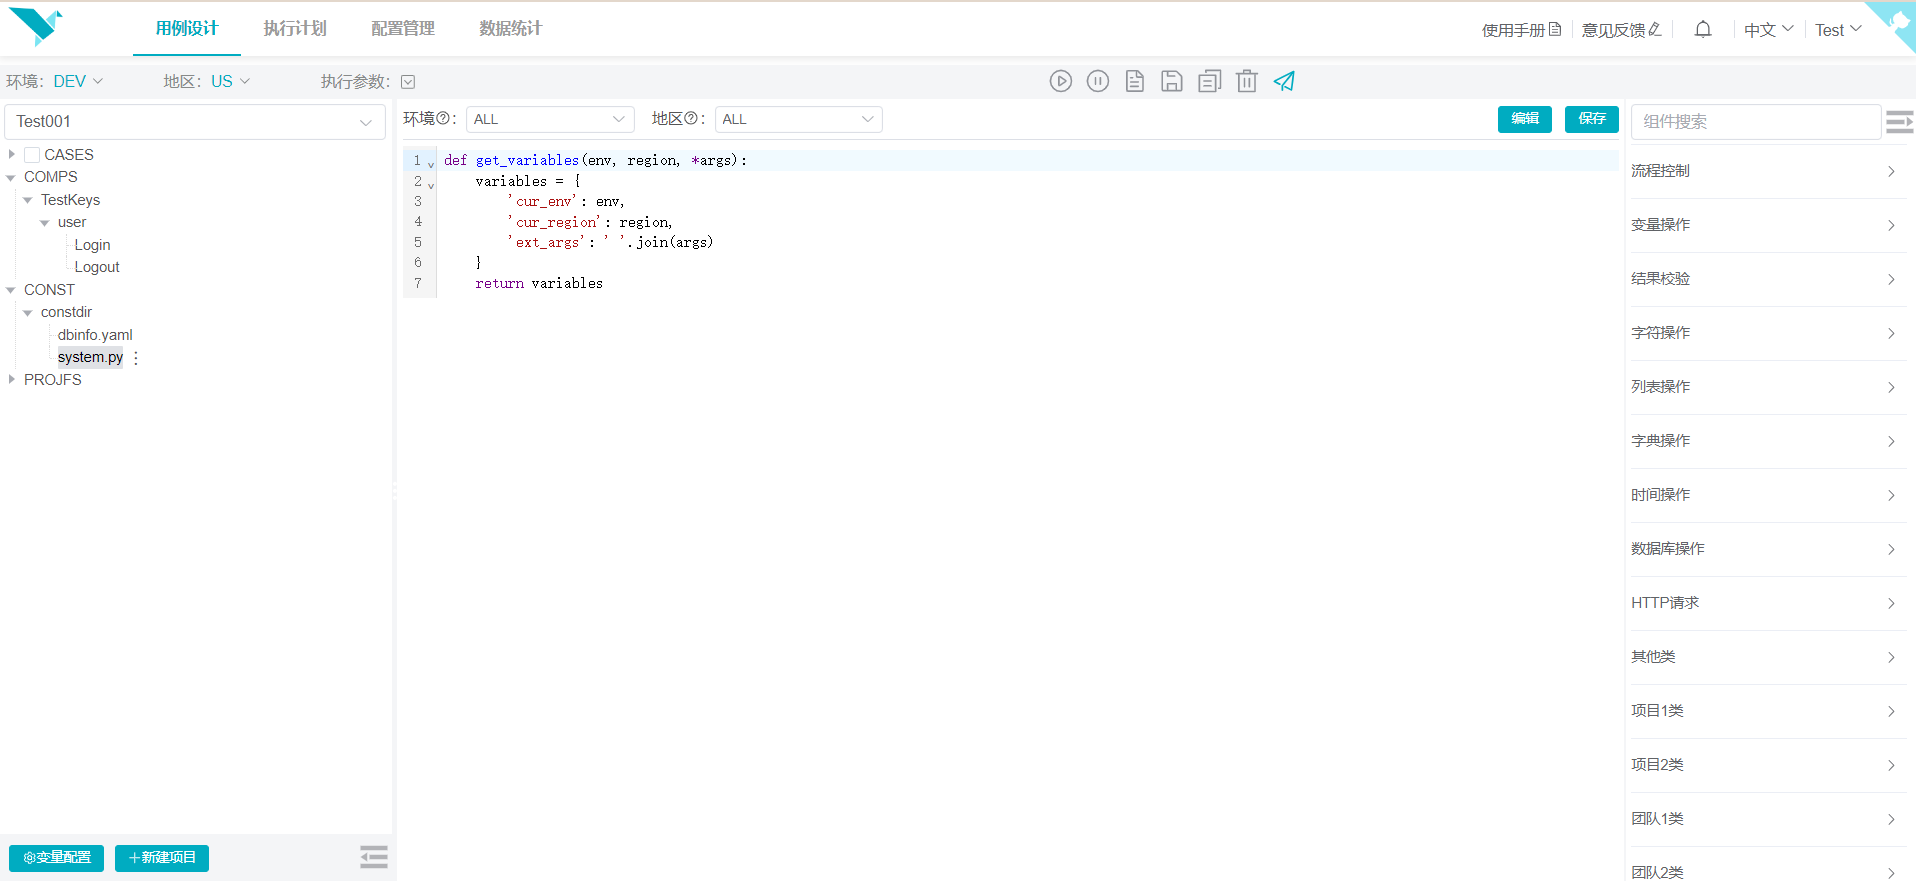 用例设计 执行计划 配置管理 数据统计 使用手册 意见反馈 中文 Test
环境: DEV 地区: US 执行参数:
Test001
CASES
COMPS
TestKeys
user
Login
Logout
CONST
constdir
dbinfo.yaml
system.py
PROJFS
变量配置 +新建项目
环境?: ALL 地区?: ALL 编辑 保存
1 def get_variables(env, region, *args):
2 variables = {
3 'cur_env': env,
4 'cur_region': region,
5 'ext_args': ' '.join(args)
6 }
7 return variables
组件搜索
流程控制
变量操作
结果校验
字符操作
列表操作
字典操作
时间操作
数据库操作
HTTP请求
其他类
项目1类
项目2类
团队1类
团队2类